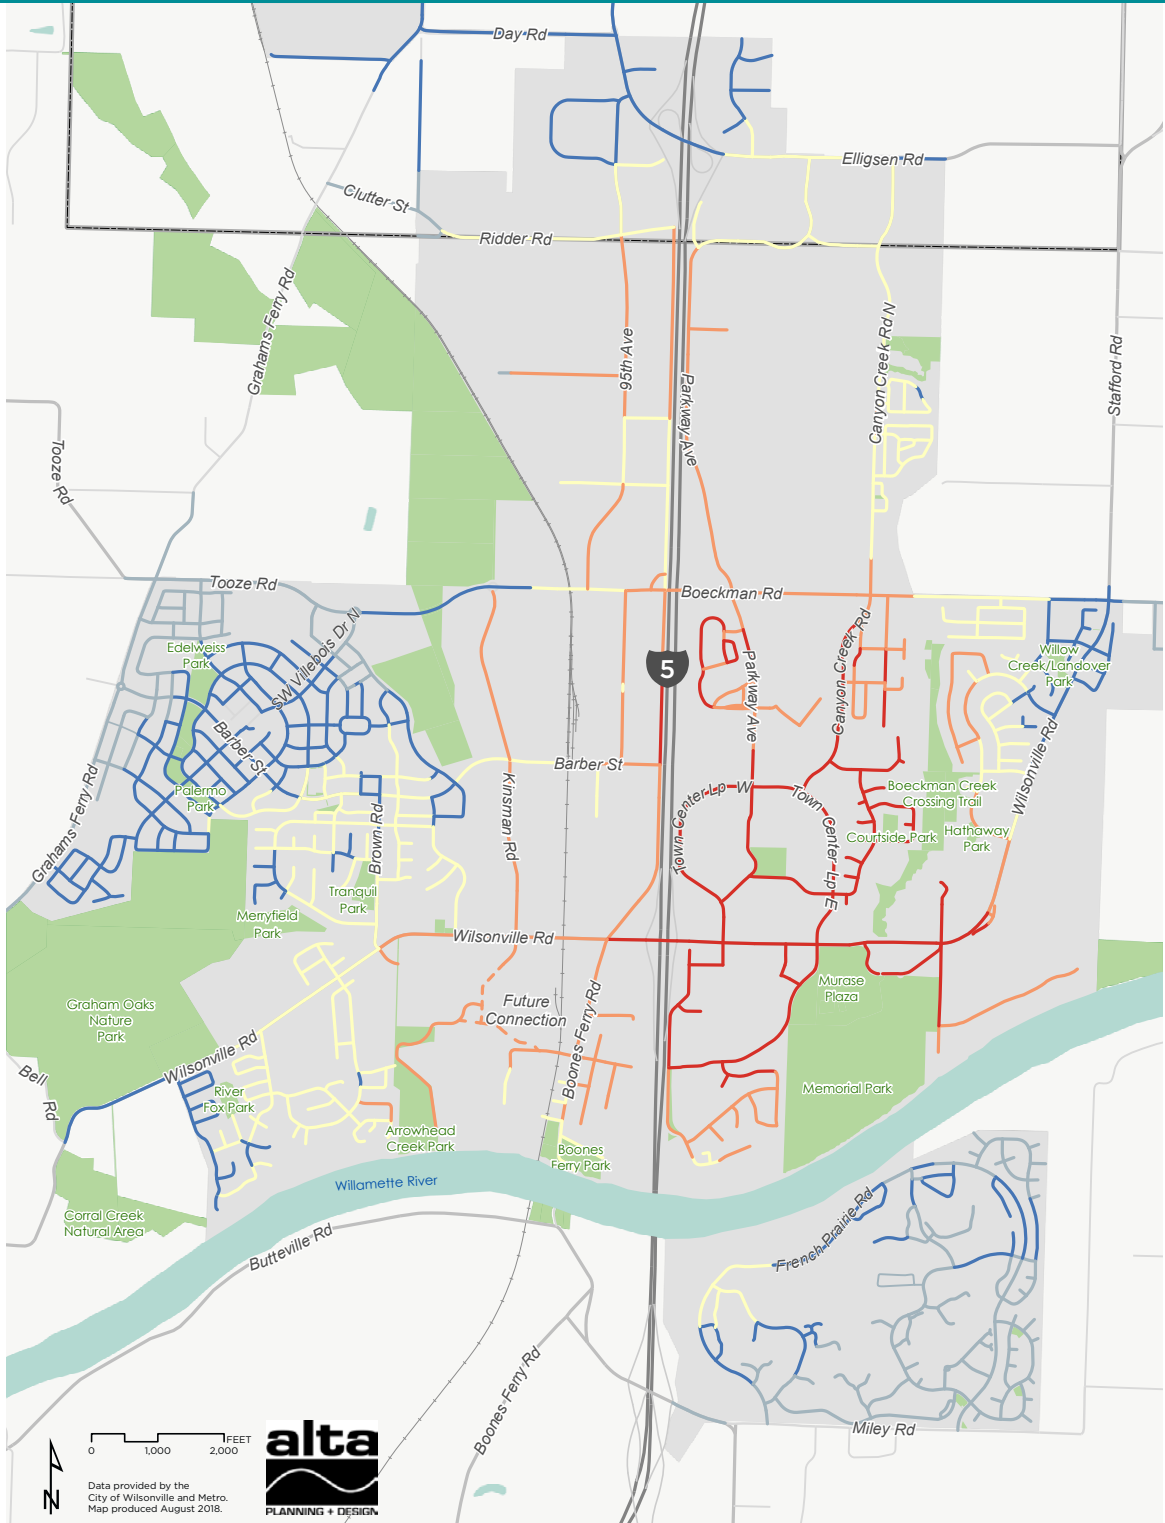 Day Rd
Elligsen Rd
Clutter St
Ridder Rd
Grahams Ferry Rd
95th Ave
Parkway Ave
Canyon Creek Rd N
Stafford Rd
Tooze Rd
Tooze Rd
Boeckman Rd
Edelweiss
Park
SW Villebois Dr N
Canyon Creek Rd
Willow
Creek/Landover
Park
5
Parkway Ave
Barber St
Barber St
Wilsonville Rd
Grahams Ferry Rd
Palermo
Park
Kinsman Rd
Town Center Lp W
Town Center Lp E
Boeckman Creek
Crossing Trail
Brown Rd
Courtside Park
Hathaway
Park
Tranquil
Park
Merryfield
Park
Wilsonville Rd
Graham Oaks
Nature
Park
Future
Connection
Murase
Plaza
Boones Ferry Rd
Wilsonville Rd
Bell
Rd
River
Fox Park
Memorial Park
Arrowhead
Creek Park
Boones
Ferry Park
Willamette River
Corral Creek
Natural Area
Butteville Rd
French Prairie Rd
Boones Ferry Rd
Miley Rd
FEET
0 1,000 2,000
N
Data provided by the
City of Wilsonville and Metro.
Map produced August 2018.
alta
PLANNING + DESIGN